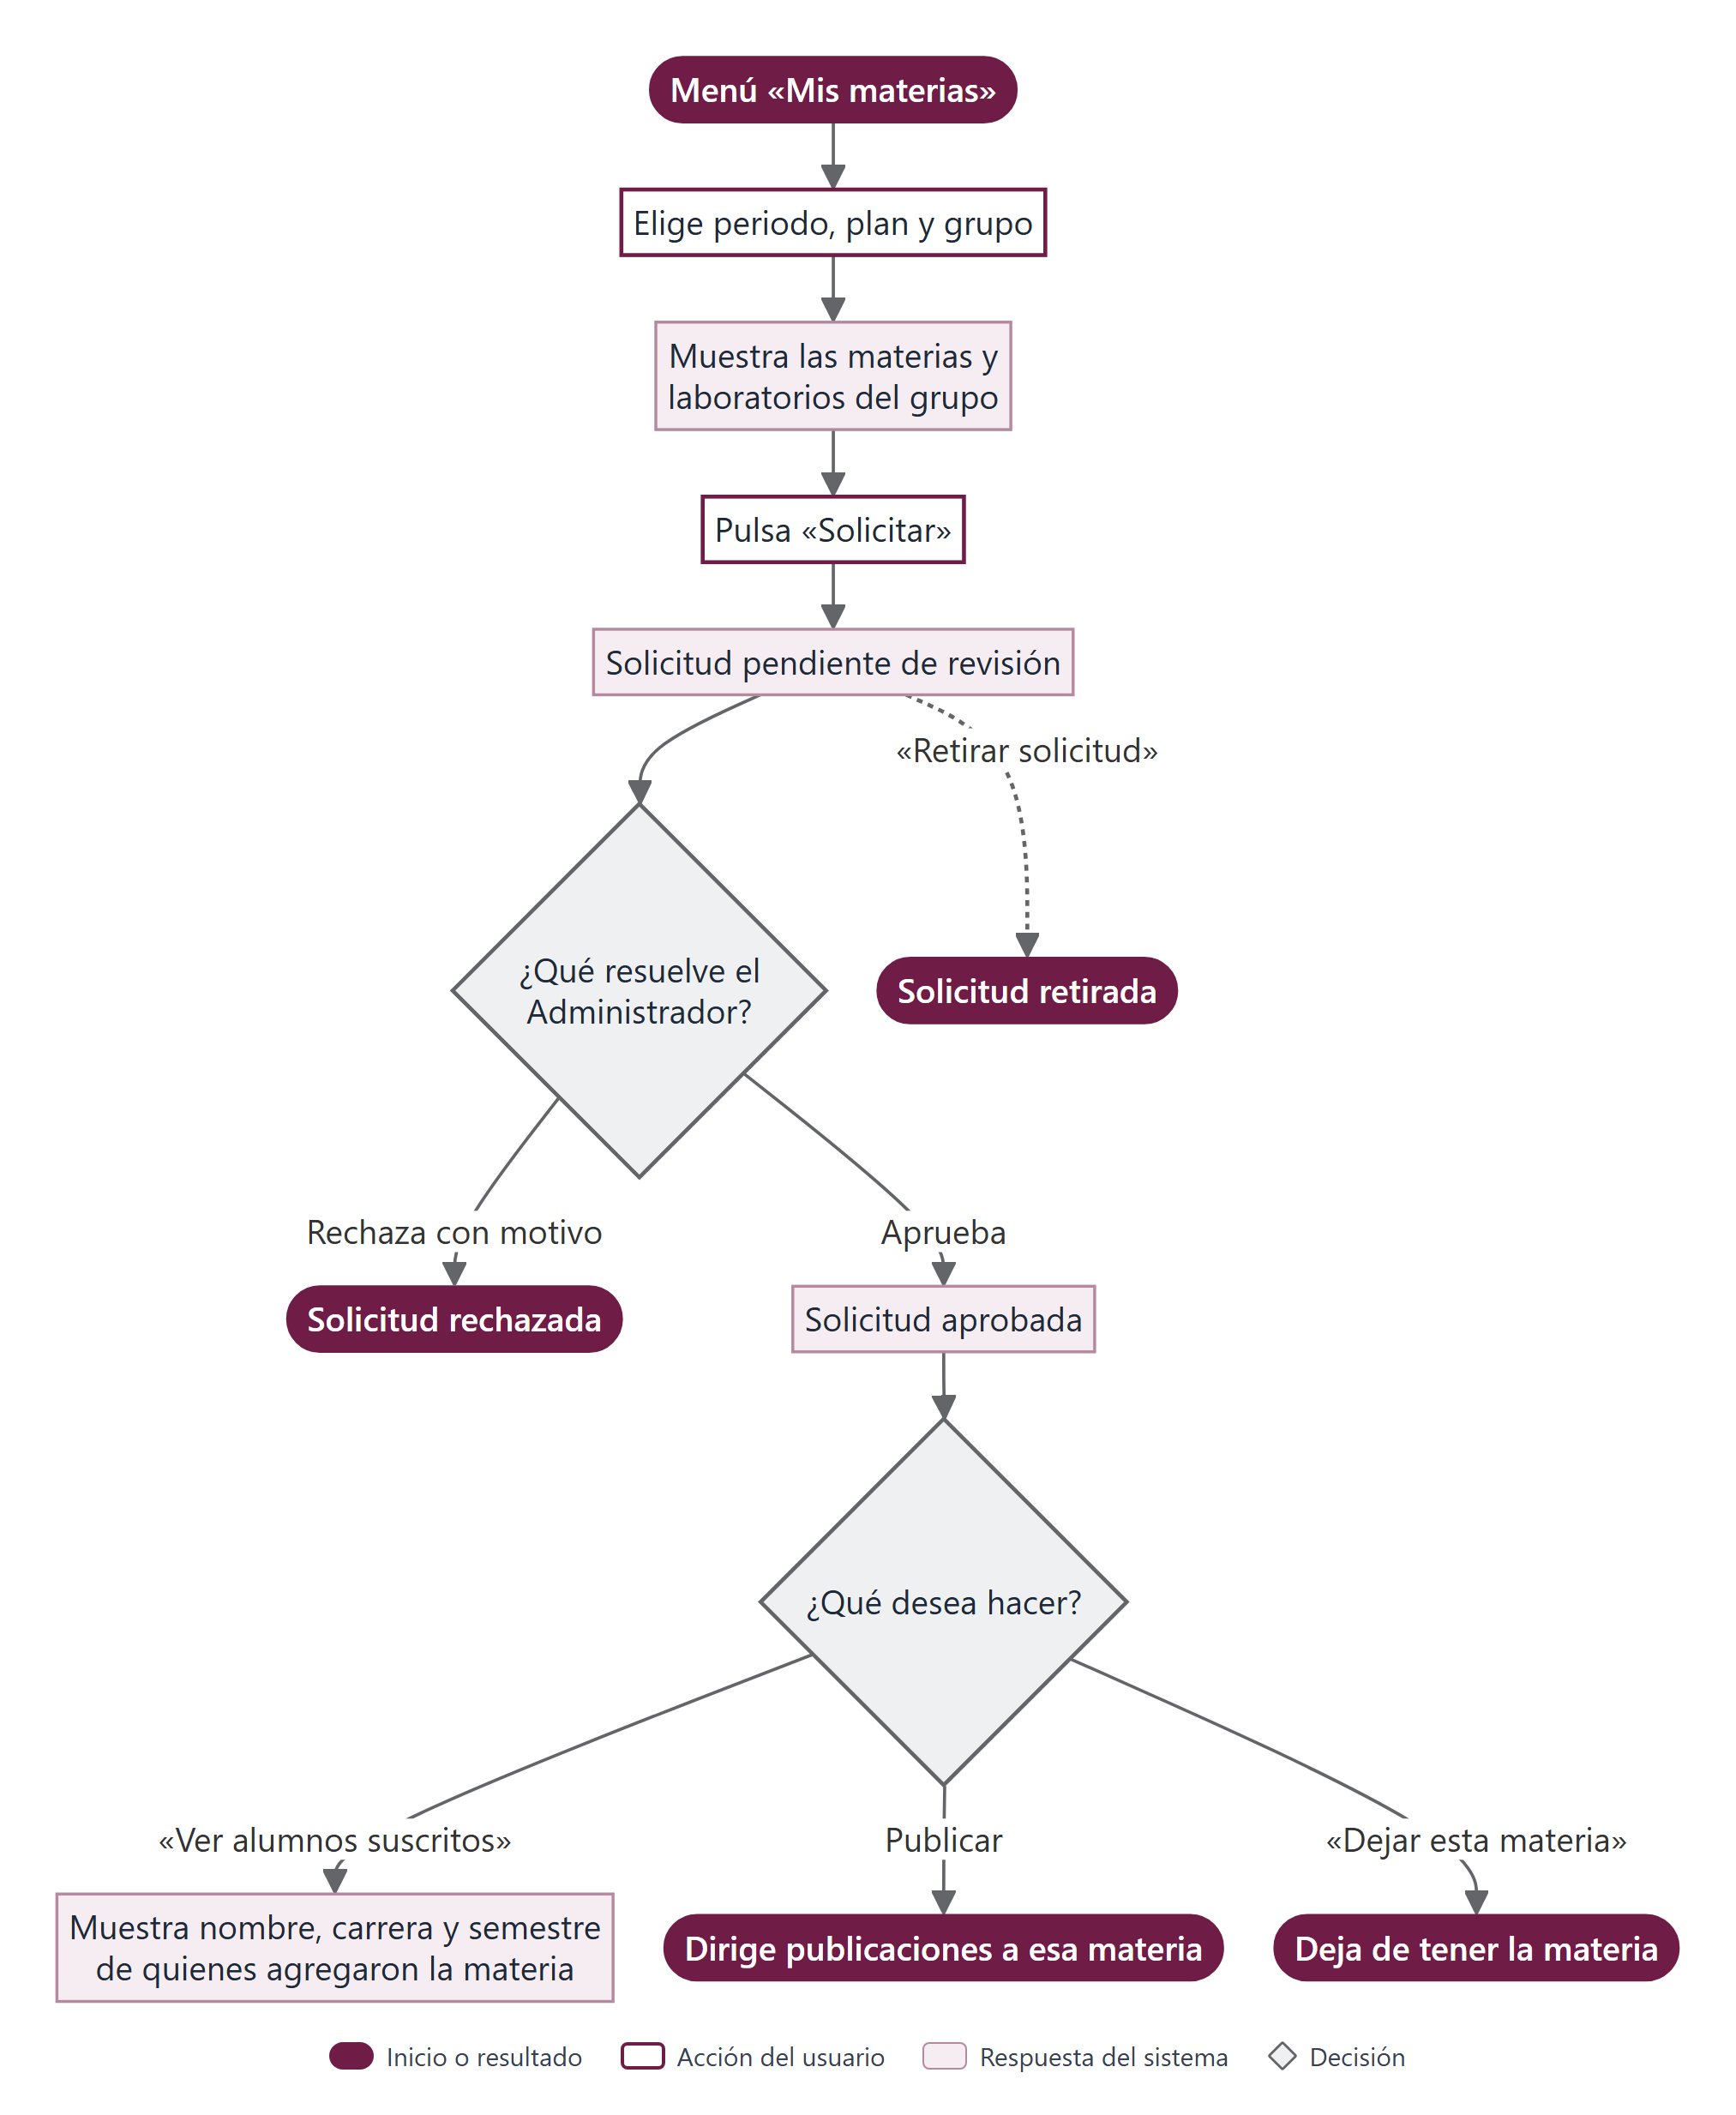 Menú «Mis materias»
Elige periodo, plan y grupo
Muestra las materias y
laboratorios del grupo
Pulsa «Solicitar»
Solicitud pendiente de revisión
«Retirar solicitud»
¿Qué resuelve el
Administrador?
Solicitud retirada
Rechaza con motivo
Aprueba
Solicitud rechazada
Solicitud aprobada
¿Qué desea hacer?
«Ver alumnos suscritos»
Publicar
«Dejar esta materia»
Muestra nombre, carrera y semestre
de quienes agregaron la materia
Dirige publicaciones a esa materia
Deja de tener la materia
Inicio o resultado
Acción del usuario
Respuesta del sistema
Decisión